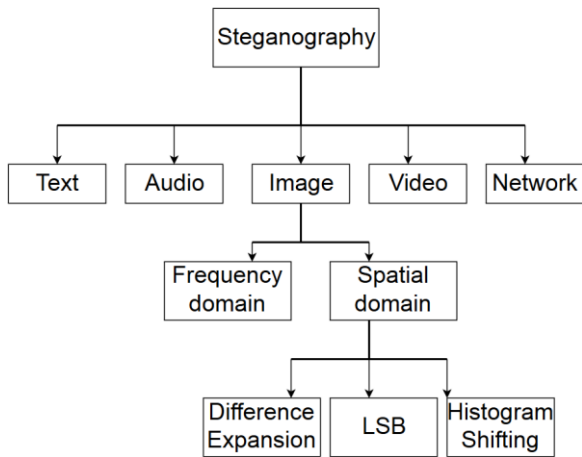 Steganography
Text
Audio
Image
Video
Network
Frequency
domain
Spatial
domain
Difference
Expansion
LSB
Histogram
Shifting